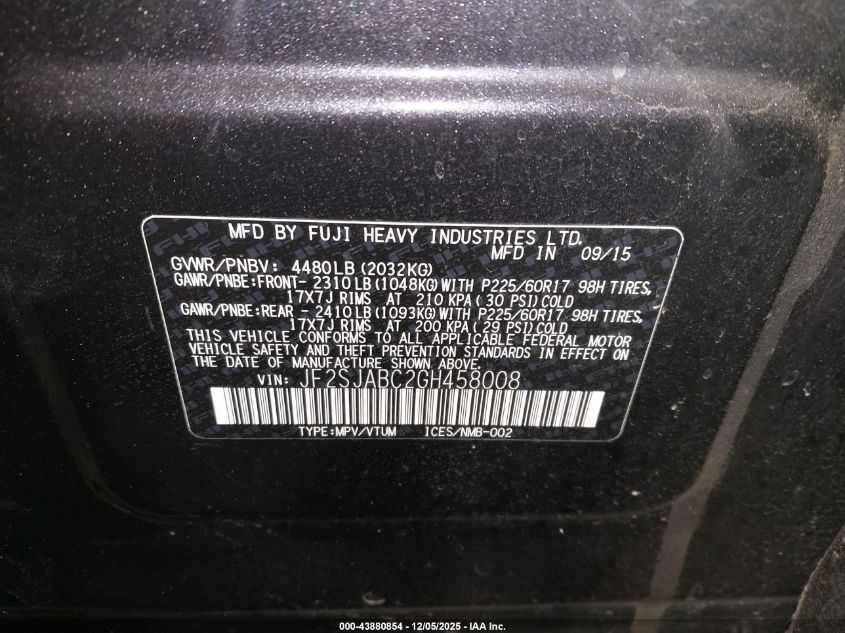 MFD BY FUJI HEAVY INDUSTRIES LTD.
MFD IN 09/15
GVWR/PNBV: 4480LB(2032KG)
GAWR/PNBE:FRONT- 2310LB(1048KG)WITH P225/60R17 98H TIRES,
17X7J RIMS AT 210 KPA(30 PSI)COLD
GAWR/PNBE:REAR - 2410LB(1093KG)WITH P225/60R17 98H TIRES,
17X7J RIMS AT 200 KPA(29 PSI)COLD
THIS VEHICLE CONFORMS TO ALL APPLICABLE FEDERAL MOTOR
VEHICLE SAFETY AND THEFT PREVENTION STANDARDS IN EFFECT ON
THE DATE OF MANUFACTURE SHOWN ABOVE.
VIN: JF2SJABC2GH458008
TYPE:MPV/VTUM ICES/NMB-002
000-43880854 - 12/05/2025 - IAA Inc.